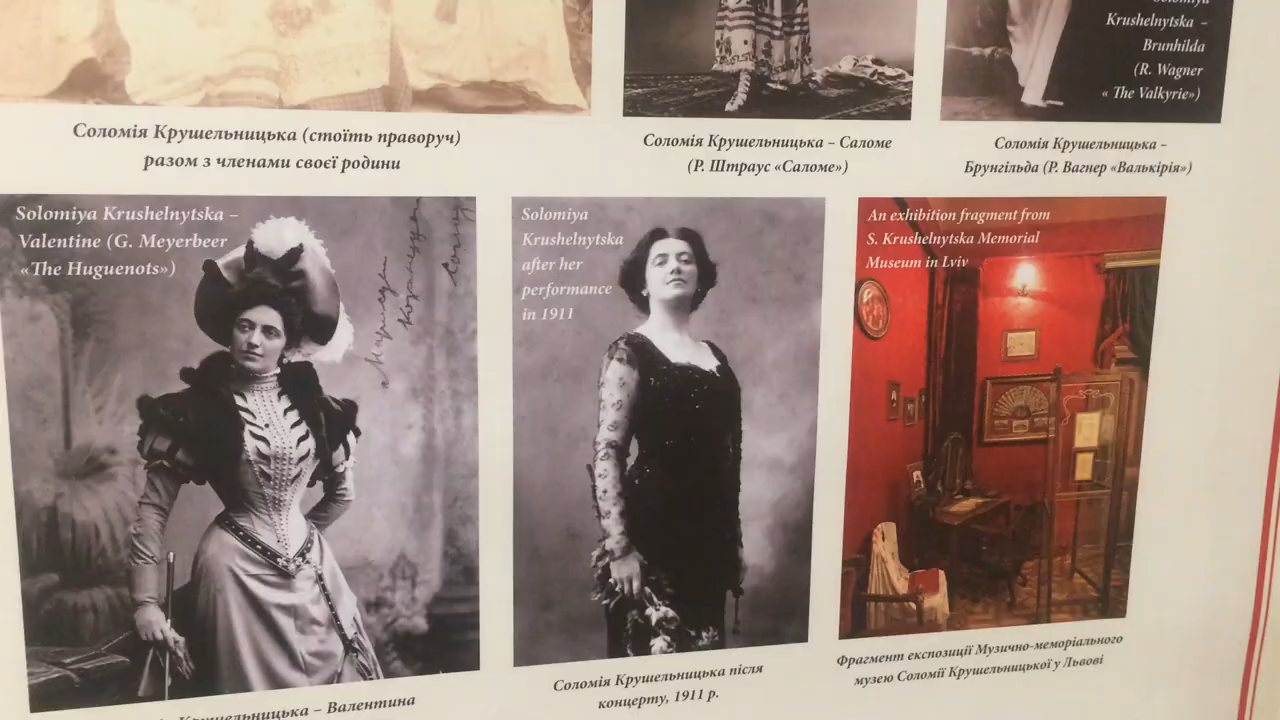 Solomiya
Krushelnytska –
Brunhilda
(R. Wagner
« The Valkyrie»)
Соломія Крушельницька (стоїть праворуч)
разом з членами своєї родини
Соломія Крушельницька – Саломе
(Р. Штраус «Саломе»)
Соломія Крушельницька –
Брунгільда (Р. Вагнер «Валькірія»)
Solomiya Krushelnytska –
Valentine (G. Meyerbeer
«The Huguenots»)
Solomiya
Krushelnytska
after her
performance
in 1911
An exhibition fragment from
S. Krushelnytska Memorial
Museum in Lviv
Крушельницька – Валентина
Соломія Крушельницька після
концерту, 1911 р.
Фрагмент експозиції Музично-меморіального
музею Соломії Крушельницької у Львові